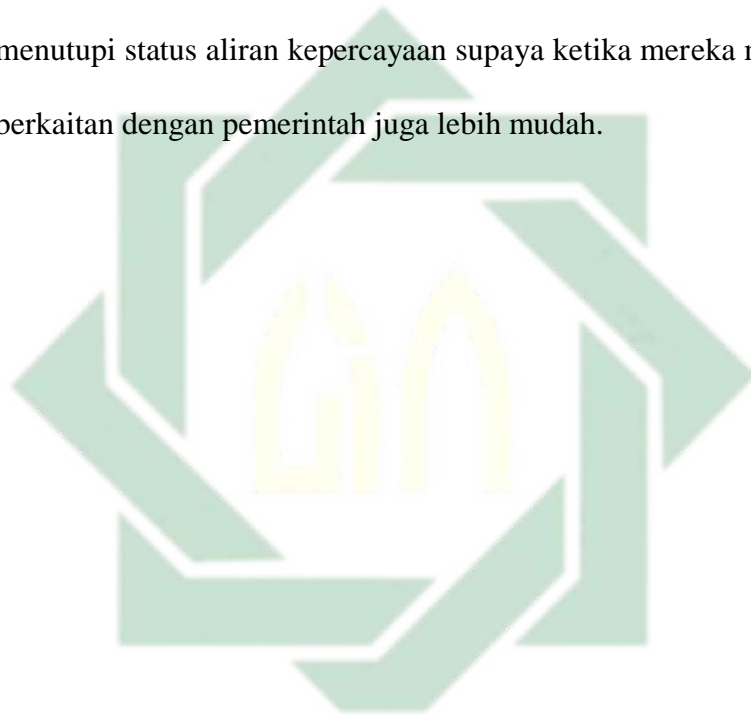 menutupi status aliran kepercayaan supaya ketika mereka
berkaitan dengan pemerintah juga lebih mudah.